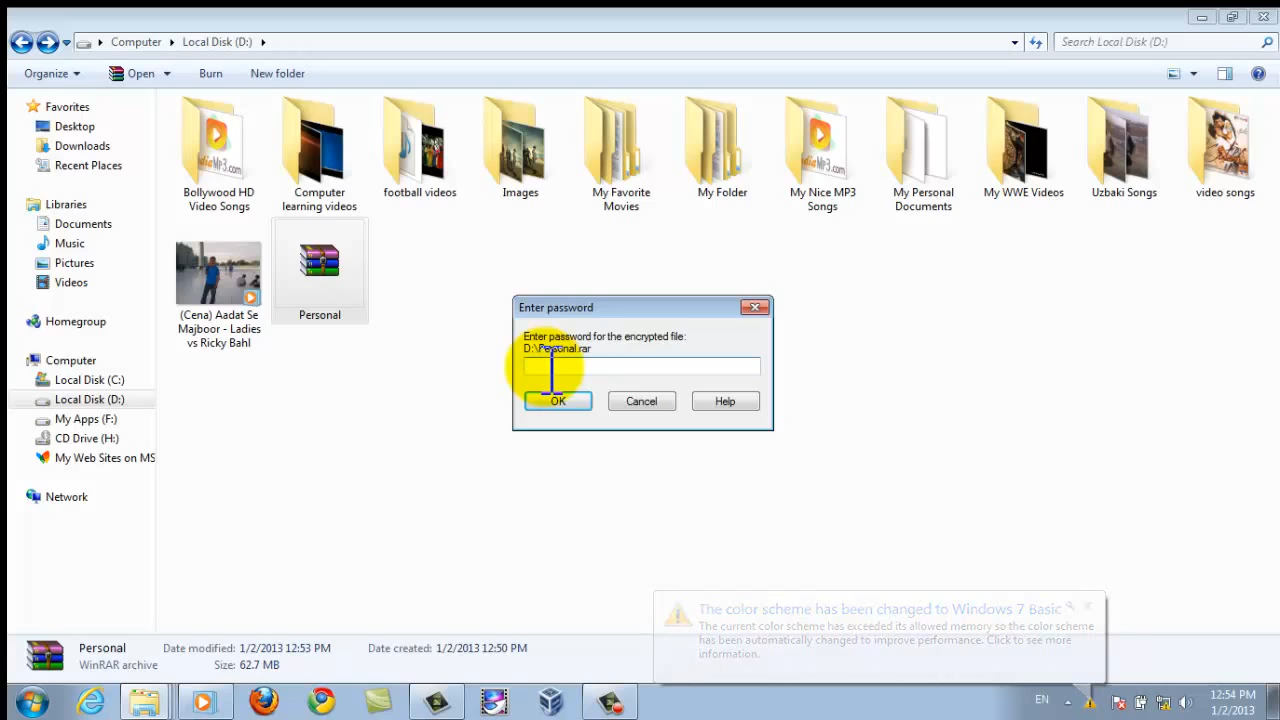 Computer
Local Disk (D:)
Search Local Disk (D:)
Organize
Open
Burn
New folder
Favorites
Desktop
Downloads
Recent Places
Libraries
Documents
Music
Pictures
Videos
Homegroup
Computer
Local Disk (C:)
Local Disk (D:)
My Apps (F:)
CD Drive (H:)
My Web Sites on MS
Network
Bollywood HD
Video Songs
Computer
learning videos
football videos
Images
My Favorite
Movies
My Folder
My Nice MP3
Songs
My Personal
Documents
My WWE Videos
Uzbaki Songs
video songs
(Cena) Aadat Se
Majboor - Ladies
vs Ricky Bahl
Personal
Enter password
Enter password for the encrypted file:
D:\Personal.rar
OK
Cancel
Help
The color scheme has been changed to Windows 7 Basic
The current color scheme has exceeded its allowed memory so the color scheme
has been automatically changed to improve performance. Click to see more
information.
Personal
Date modified: 1/2/2013 12:53 PM
Date created: 1/2/2013 12:50 PM
WinRAR archive
Size: 62.7 MB
EN
12:54 PM
1/2/2013